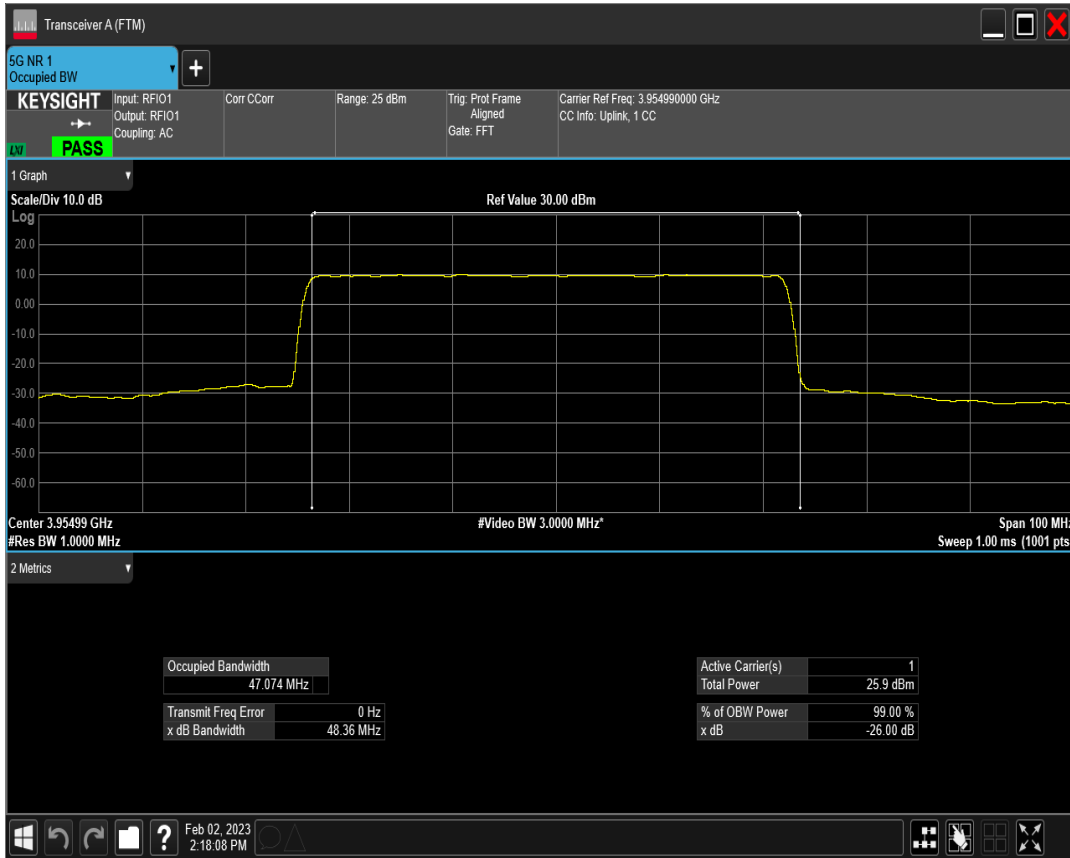 Transceiver A (FTM)
5G NR 1
Occupied BW
+
KEYSIGHT
LXI
PASS
Input: RFIO1
Output: RFIO1
Coupling: AC
Corr CCorr
Range: 25 dBm
Trig: Prot Frame
Aligned
Gate: FFT
Carrier Ref Freq: 3.954990000 GHz
CC Info: Uplink, 1 CC
1 Graph
Scale/Div 10.0 dB
Ref Value 30.00 dBm
Log
20.0
10.0
0.00
-10.0
-20.0
-30.0
-40.0
-50.0
-60.0
Center 3.95499 GHz
#Video BW 3.0000 MHz*
Span 100 MHz
#Res BW 1.0000 MHz
Sweep 1.00 ms (1001 pts
2 Metrics
Occupied Bandwidth
47.074 MHz
Transmit Freq Error 0 Hz
x dB Bandwidth 48.36 MHz
Active Carrier(s) 1
Total Power 25.9 dBm
% of OBW Power 99.00 %
x dB -26.00 dB
?
Feb 02, 2023
2:18:08 PM